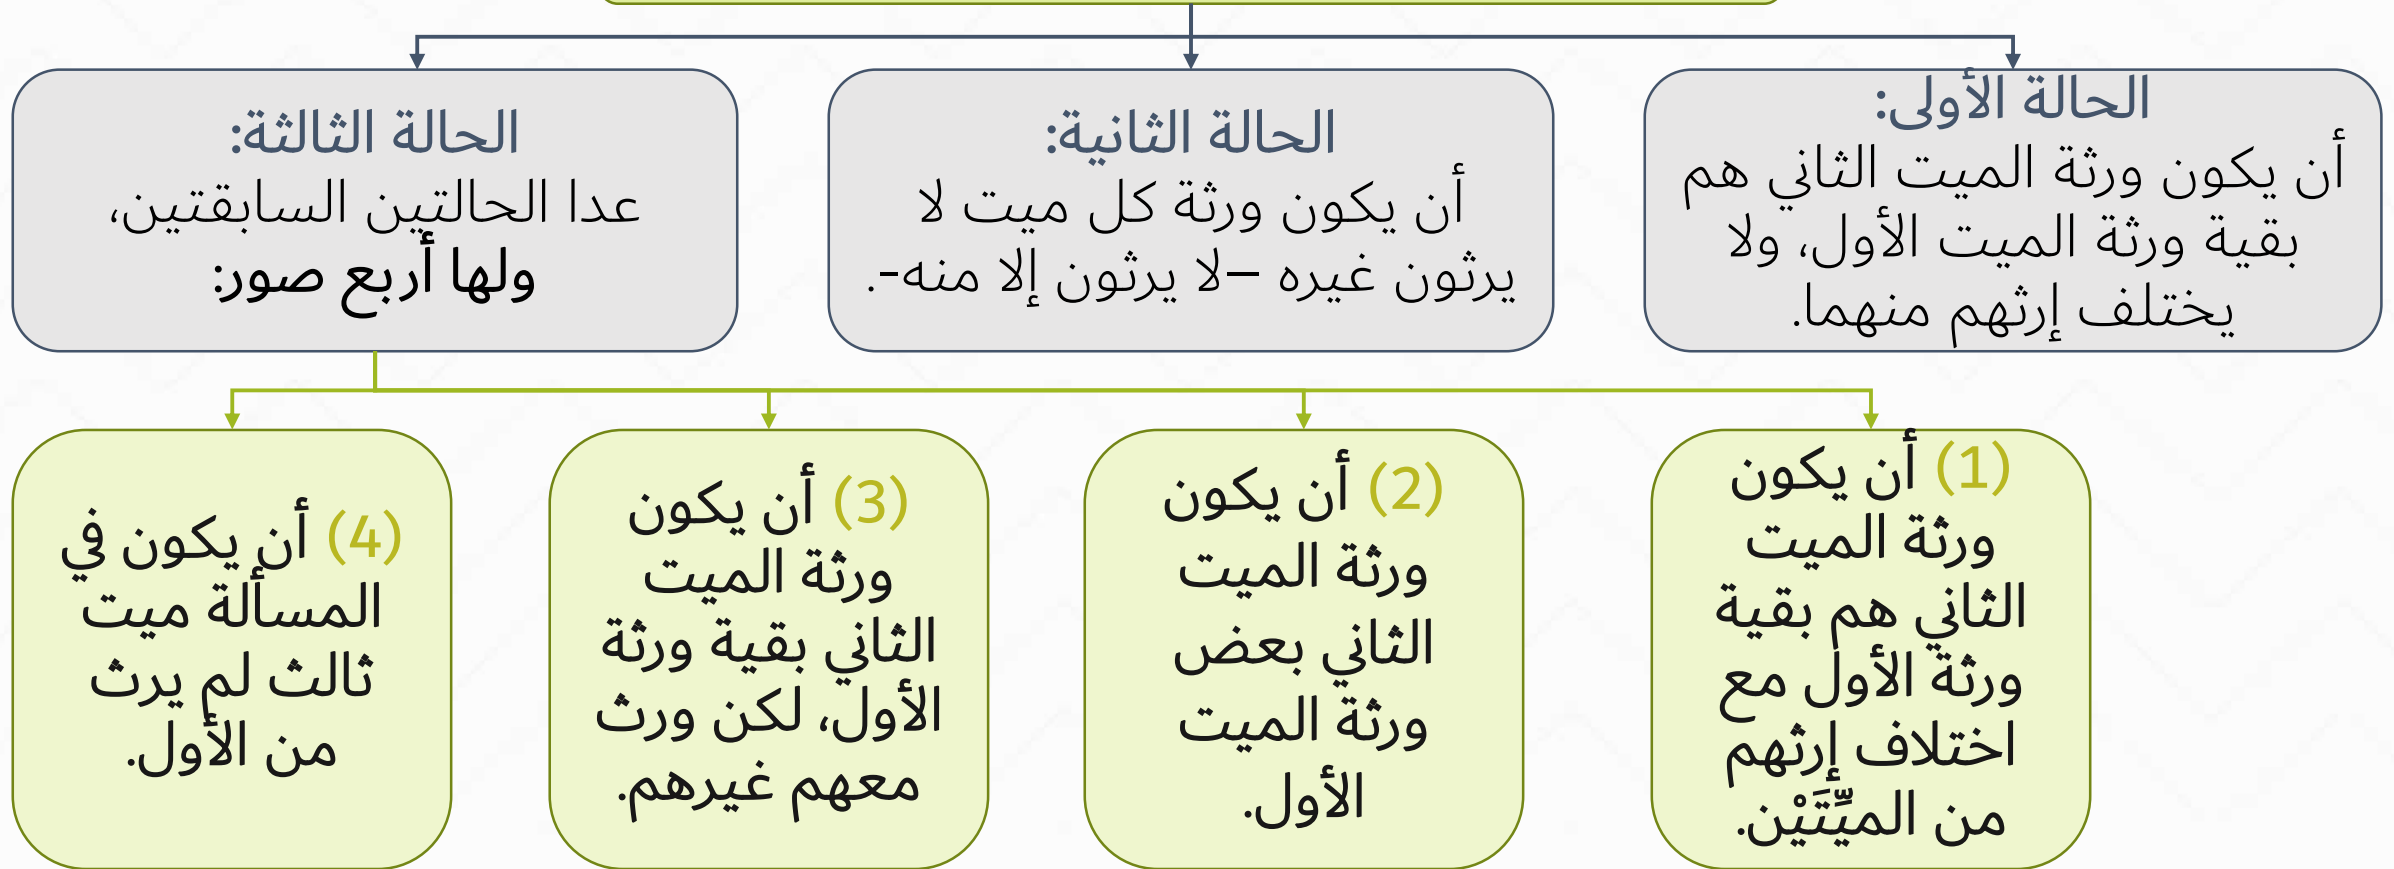 الحالة الأولى:
أن يكون ورثة الميت الثاني هم
بقية ورثة الميت الأول، ولا
يختلف إرثهم منهما.
الحالة الثانية:
أن يكون ورثة كل ميت لا
يرثون غيره –لا يرثون إلا منه-.
الحالة الثالثة:
عدا الحالتين السابقتين،
ولها أربع صور:
(1) أن يكون
ورثة الميت
الثاني هم بقية
ورثة الأول مع
اختلاف إرثهم
من الميِّتَيْن.
(2) أن يكون
ورثة الميت
الثاني بعض
ورثة الميت
الأول.
(3) أن يكون
ورثة الميت
الثاني بقية ورثة
الأول، لكن ورث
معهم غيرهم.
(4) أن يكون في
المسألة ميت
ثالث لم يرث
من الأول.